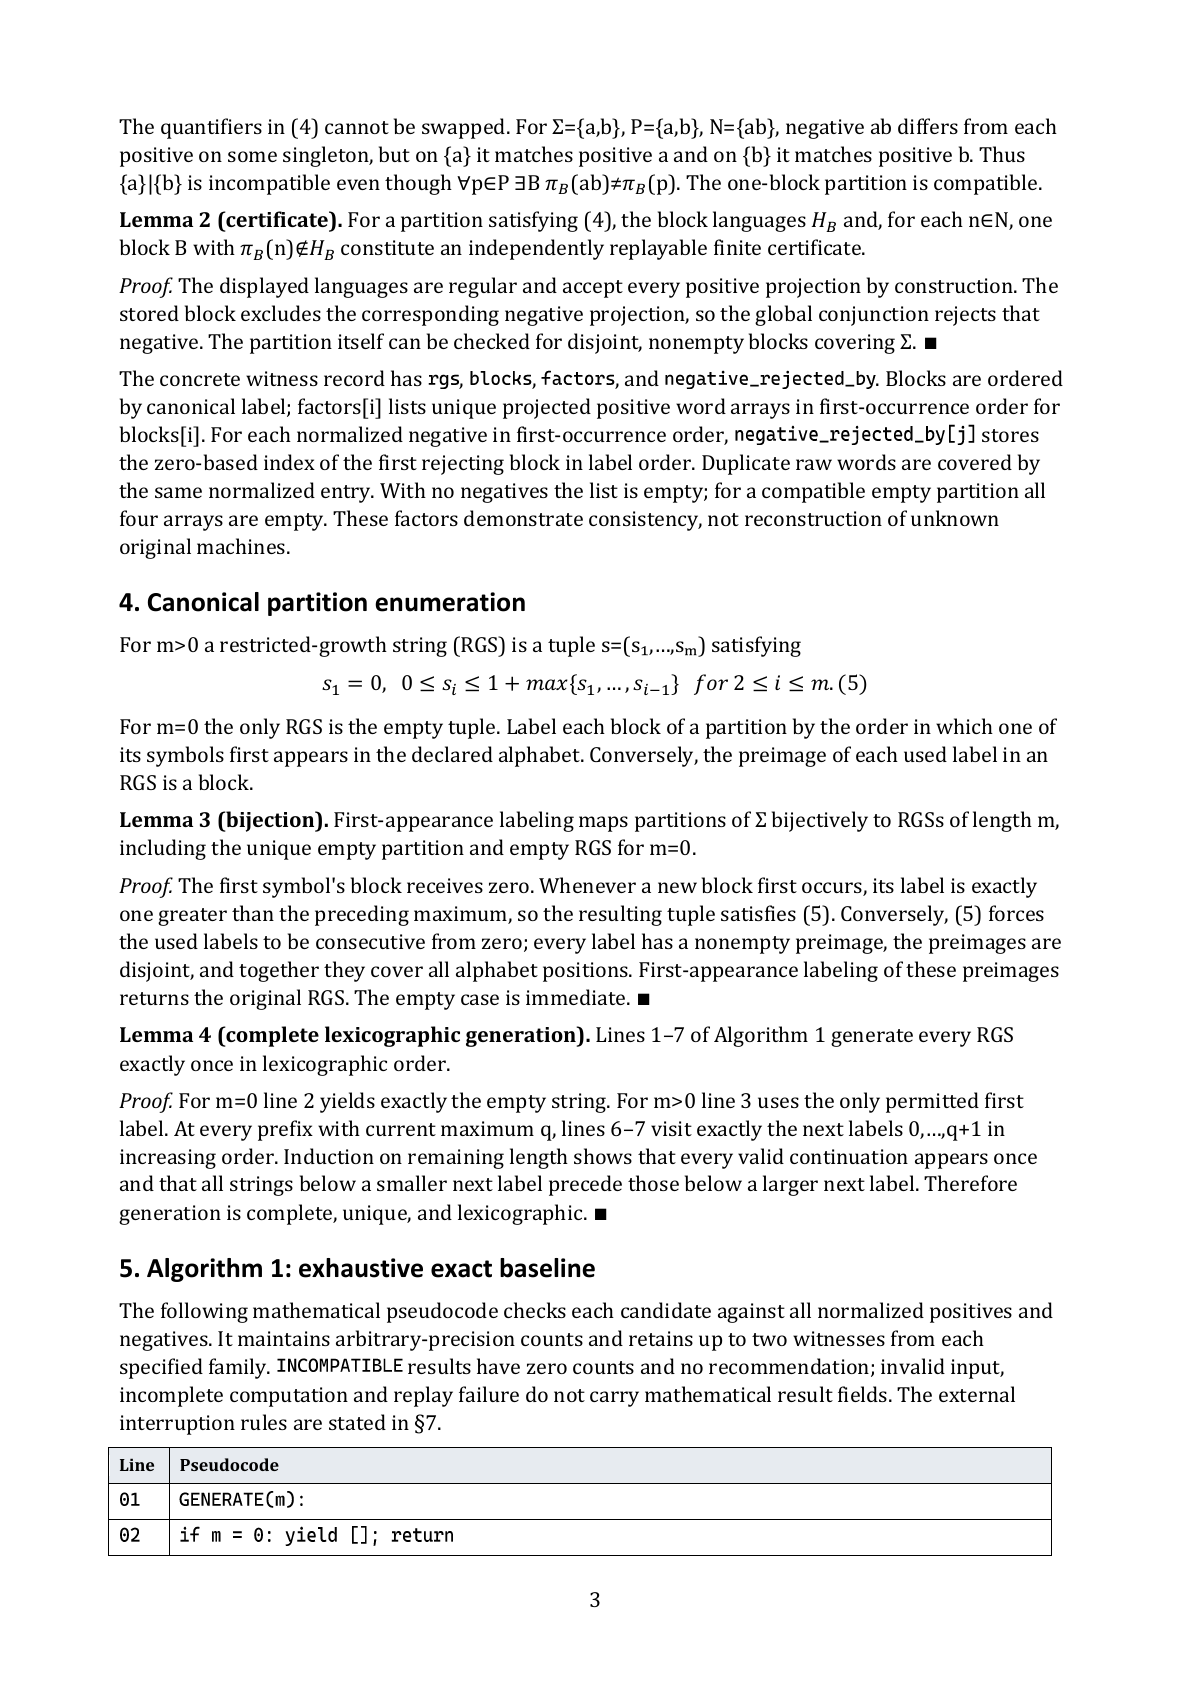 The quantifiers in (4) cannot be swapped. For Σ={a,b}, P={a,b}, N={ab}, negative ab differs from each
positive on some singleton, but on {a} it matches positive a and on {b} it matches positive b. Thus
{a}|{b} is incompatible even though ∀p∈P ∃B π_B(ab)≠π_B(p). The one-block partition is compatible.
Lemma 2 (certificate). For a partition satisfying (4), the block languages H_B and, for each n∈N, one
block B with π_B(n)∉H_B constitute an independently replayable finite certificate.
Proof. The displayed languages are regular and accept every positive projection by construction. The
stored block excludes the corresponding negative projection, so the global conjunction rejects that
negative. The partition itself can be checked for disjoint, nonempty blocks covering Σ. ■
The concrete witness record has rgs, blocks, factors, and negative_rejected_by. Blocks are ordered
by canonical label; factors[i] lists unique projected positive word arrays in first-occurrence order for
blocks[i]. For each normalized negative in first-occurrence order, negative_rejected_by[j] stores
the zero-based index of the first rejecting block in label order. Duplicate raw words are covered by
the same normalized entry. With no negatives the list is empty; for a compatible empty partition all
four arrays are empty. These factors demonstrate consistency, not reconstruction of unknown
original machines.
4. Canonical partition enumeration
For m>0 a restricted-growth string (RGS) is a tuple s=(s₁,…,sₘ) satisfying
s₁ = 0, 0 ≤ sᵢ ≤ 1 + max{s₁, … , sᵢ₋₁} for 2 ≤ i ≤ m. (5)
For m=0 the only RGS is the empty tuple. Label each block of a partition by the order in which one of
its symbols first appears in the declared alphabet. Conversely, the preimage of each used label in an
RGS is a block.
Lemma 3 (bijection). First-appearance labeling maps partitions of Σ bijectively to RGSs of length m,
including the unique empty partition and empty RGS for m=0.
Proof. The first symbol's block receives zero. Whenever a new block first occurs, its label is exactly
one greater than the preceding maximum, so the resulting tuple satisfies (5). Conversely, (5) forces
the used labels to be consecutive from zero; every label has a nonempty preimage, the preimages are
disjoint, and together they cover all alphabet positions. First-appearance labeling of these preimages
returns the original RGS. The empty case is immediate. ■
Lemma 4 (complete lexicographic generation). Lines 1–7 of Algorithm 1 generate every RGS
exactly once in lexicographic order.
Proof. For m=0 line 2 yields exactly the empty string. For m>0 line 3 uses the only permitted first
label. At every prefix with current maximum q, lines 6–7 visit exactly the next labels 0,…,q+1 in
increasing order. Induction on remaining length shows that every valid continuation appears once
and that all strings below a smaller next label precede those below a larger next label. Therefore
generation is complete, unique, and lexicographic. ■
5. Algorithm 1: exhaustive exact baseline
The following mathematical pseudocode checks each candidate against all normalized positives and
negatives. It maintains arbitrary-precision counts and retains up to two witnesses from each
specified family. INCOMPATIBLE results have zero counts and no recommendation; invalid input,
incomplete computation and replay failure do not carry mathematical result fields. The external
interruption rules are stated in §7.
Line Pseudocode
01 GENERATE(m):
02 if m = 0: yield []; return
3